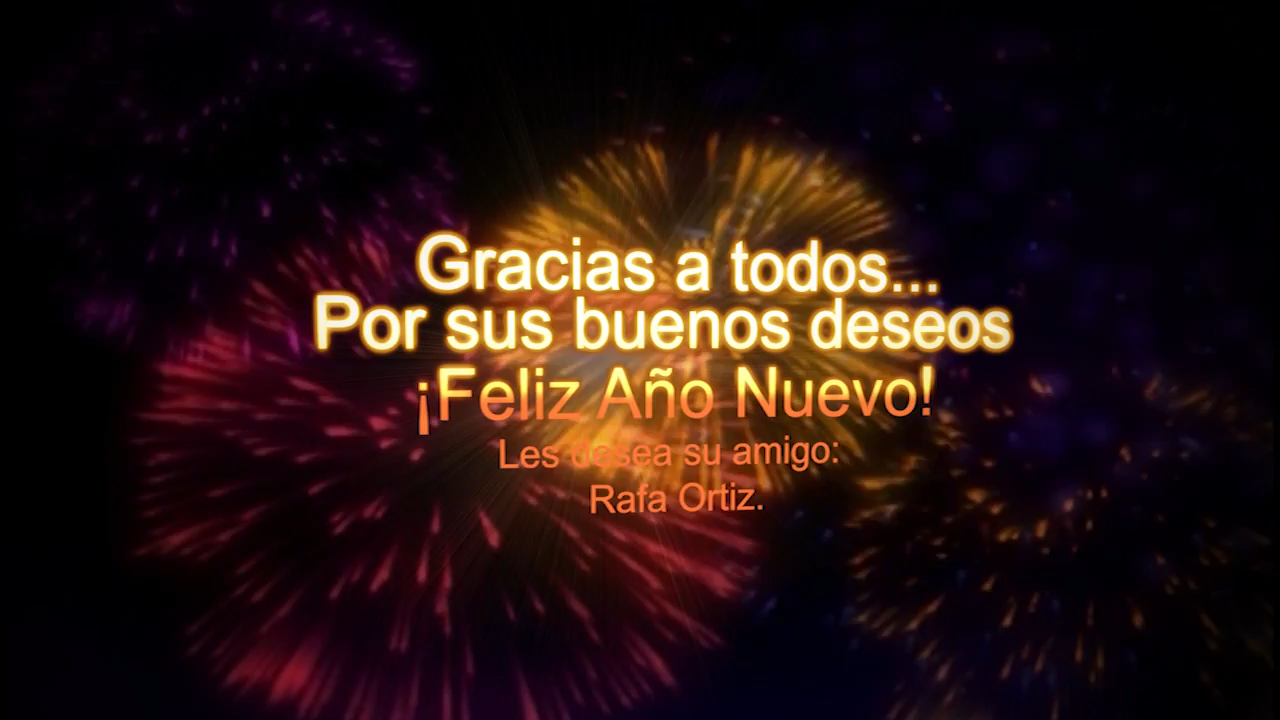 Gracias a todos...
Por sus buenos deseos
¡Feliz Año Nuevo!
Les desea su amigo:
Rafa Ortiz.